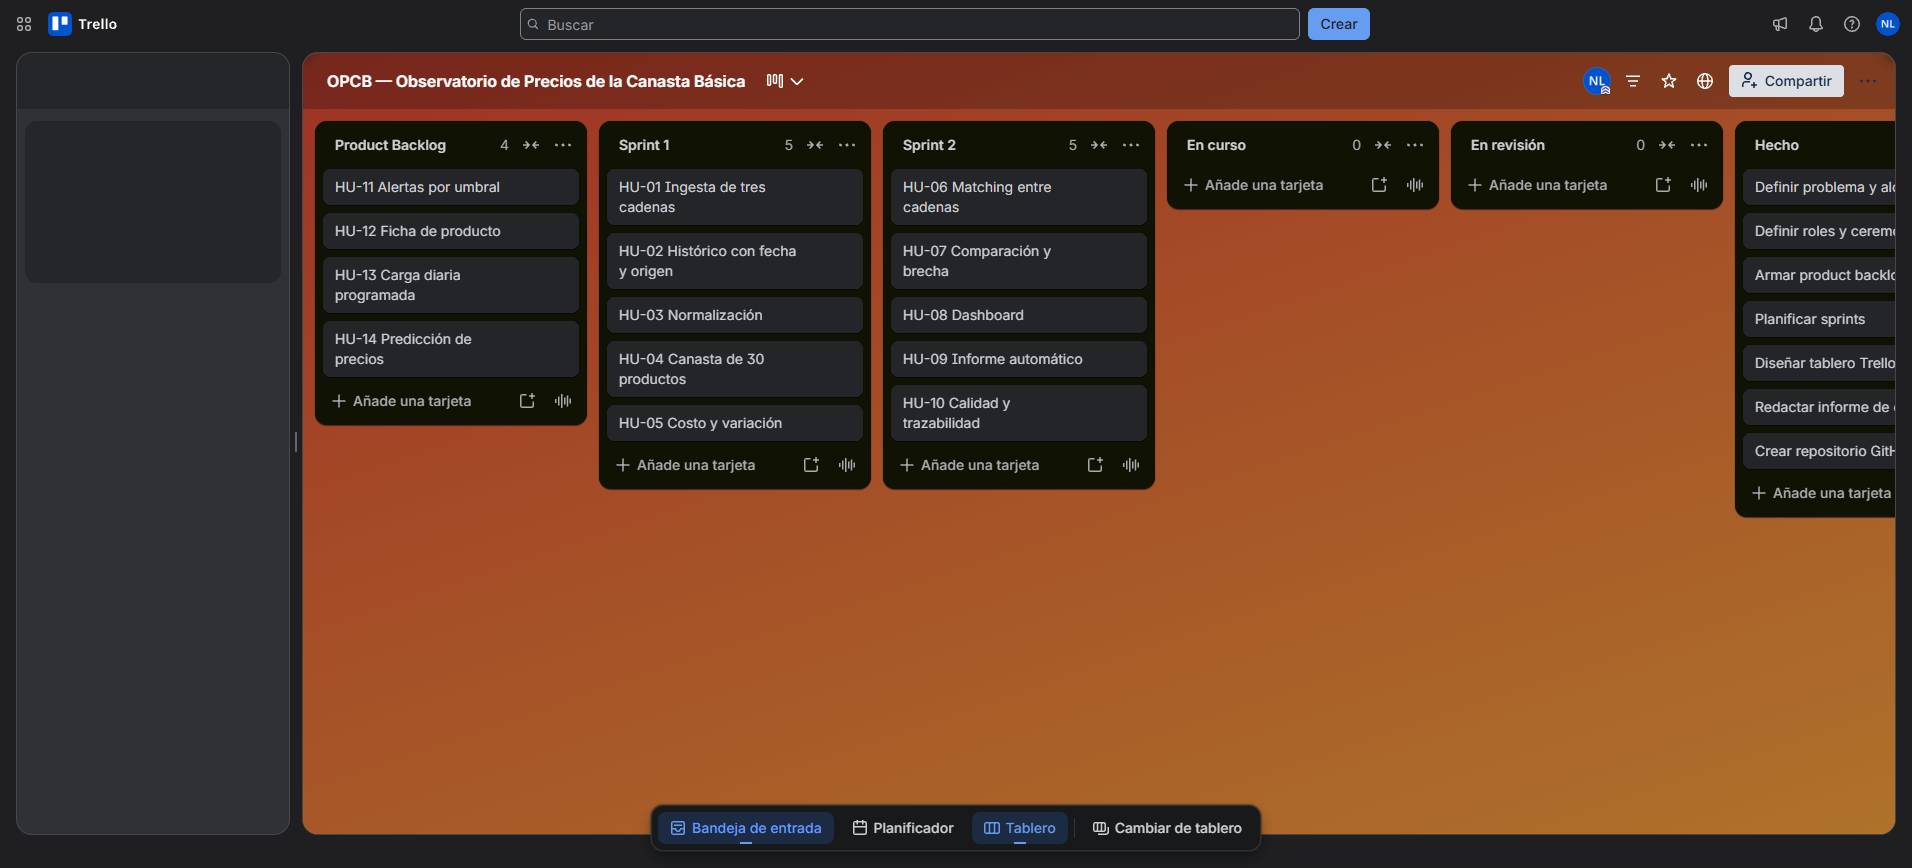 Trello
Buscar
Crear
NL
OPCB — Observatorio de Precios de la Canasta Básica
NL
Compartir
Product Backlog 4
HU-11 Alertas por umbral
HU-12 Ficha de producto
HU-13 Carga diaria
programada
HU-14 Predicción de
precios
Añade una tarjeta
Sprint 1 5
HU-01 Ingesta de tres
cadenas
HU-02 Histórico con fecha
y origen
HU-03 Normalización
HU-04 Canasta de 30
productos
HU-05 Costo y variación
Añade una tarjeta
Sprint 2 5
HU-06 Matching entre
cadenas
HU-07 Comparación y
brecha
HU-08 Dashboard
HU-09 Informe automático
HU-10 Calidad y
trazabilidad
Añade una tarjeta
En curso 0
Añade una tarjeta
En revisión 0
Añade una tarjeta
Hecho
Definir problema y
Definir roles y
Armar product
Planificar sprints
Diseñar tablero Trello
Redactar informe de
Crear repositorio
Añade una tarjeta
Bandeja de entrada
Planificador
Tablero
Cambiar de tablero